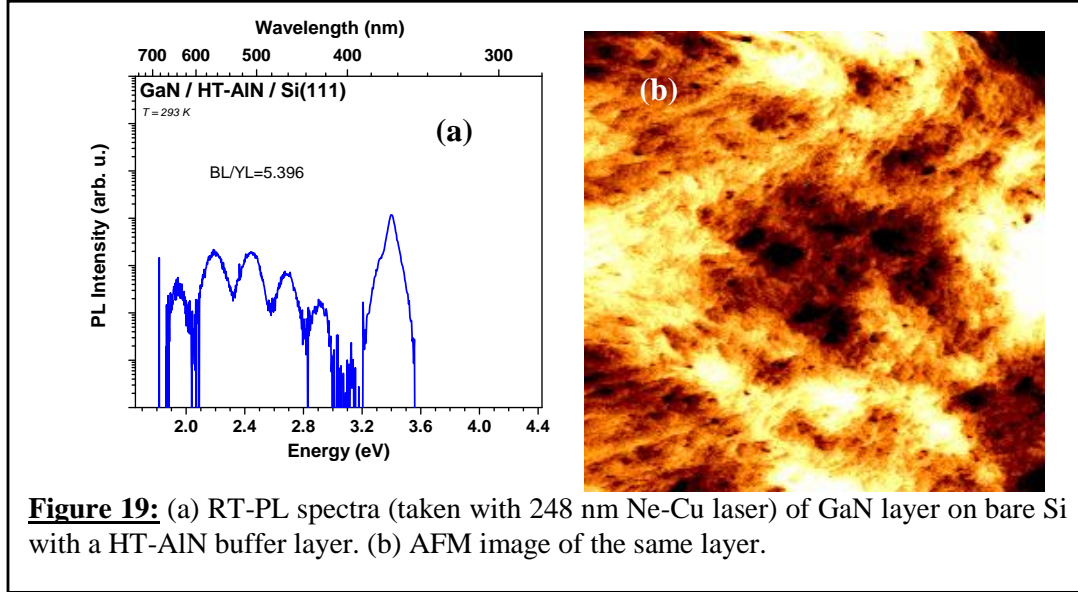 Wavelength (nm)
700 600 500 400 300
GaN / HT-AlN / Si(111)
T = 293 K
(a)
BL/YL=5.396
PL Intensity (arb. u.)
2.0 2.4 2.8 3.2 3.6 4.0 4.4
Energy (eV)
(b)
Figure 19: (a) RT-PL spectra (taken with 248 nm Ne-Cu laser) of GaN layer on bare Si
with a HT-AlN buffer layer. (b) AFM image of the same layer.